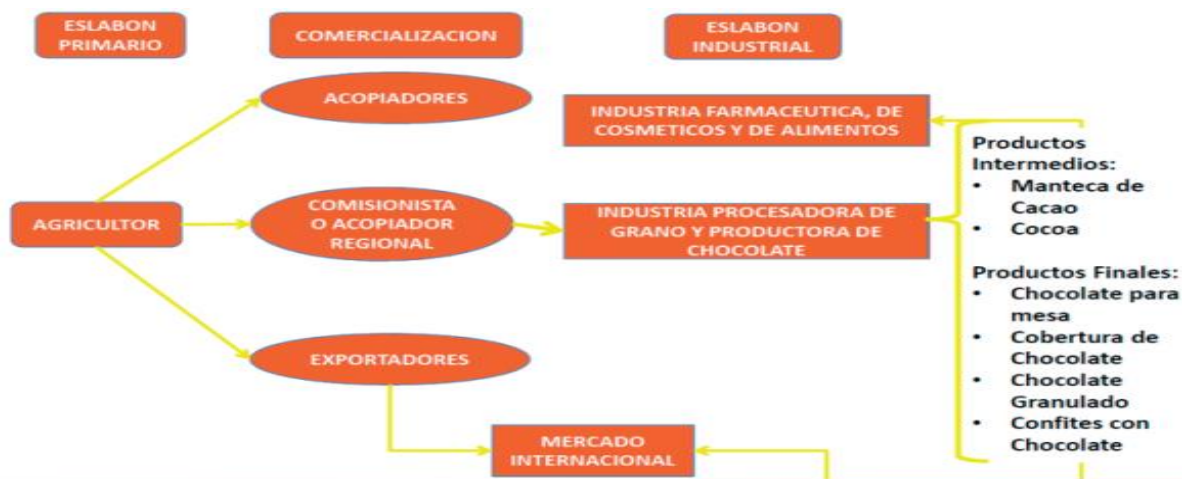 ESLABON
PRIMARIO
COMERCIALIZACION
ESLABON
INDUSTRIAL
ACOPIADORES
INDUSTRIA FARMACEUTICA, DE
COSMETICOS Y DE ALIMENTOS
AGRICULTOR
COMISIONISTA
O ACOPIADOR
REGIONAL
INDUSTRIA PROCESADORA DE
GRANO Y PRODUCTORA DE
CHOCOLATE
EXPORTADORES
MERCADO
INTERNACIONAL
Productos
Intermedios:
• Manteca de
Cacao
• Cocoa
Productos Finales:
• Chocolate para
mesa
• Cobertura de
Chocolate
• Chocolate
Granulado
• Confites con
Chocolate